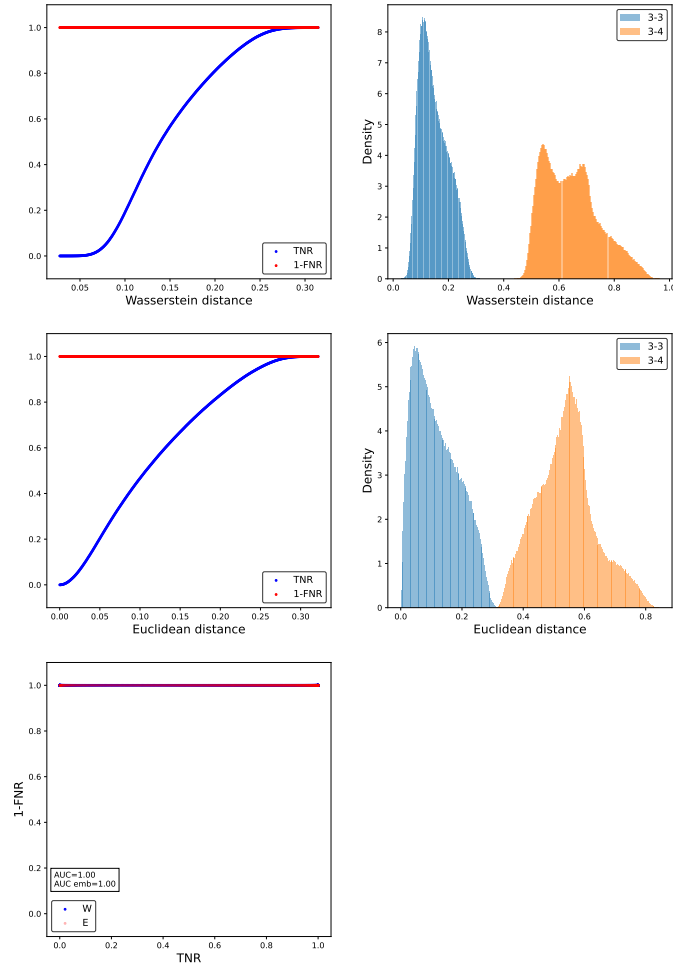 1.0
0.8
0.6
0.4
0.2
0.0
TNR
1-FNR
0.05 0.10 0.15 0.20 0.25 0.30
Wasserstein distance
Density
8
7
6
5
4
3
2
1
0
3-3
3-4
0.0 0.2 0.4 0.6 0.8 1.0
Wasserstein distance
1.0
0.8
0.6
0.4
0.2
0.0
TNR
1-FNR
0.00 0.05 0.10 0.15 0.20 0.25 0.30
Euclidean distance
Density
6
5
4
3
2
1
0
3-3
3-4
0.0 0.2 0.4 0.6 0.8
Euclidean distance
1-FNR
1.0
0.8
0.6
0.4
0.2
0.0
AUC=1.00
AUC emb=1.00
W
E
0.0 0.2 0.4 0.6 0.8 1.0
TNR